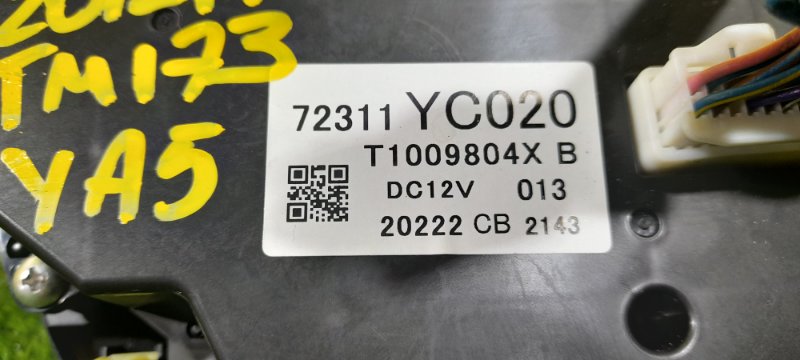 TM173
YA5
72311 YC020
T1009804X B
DC12V 013
20222 CB 2143